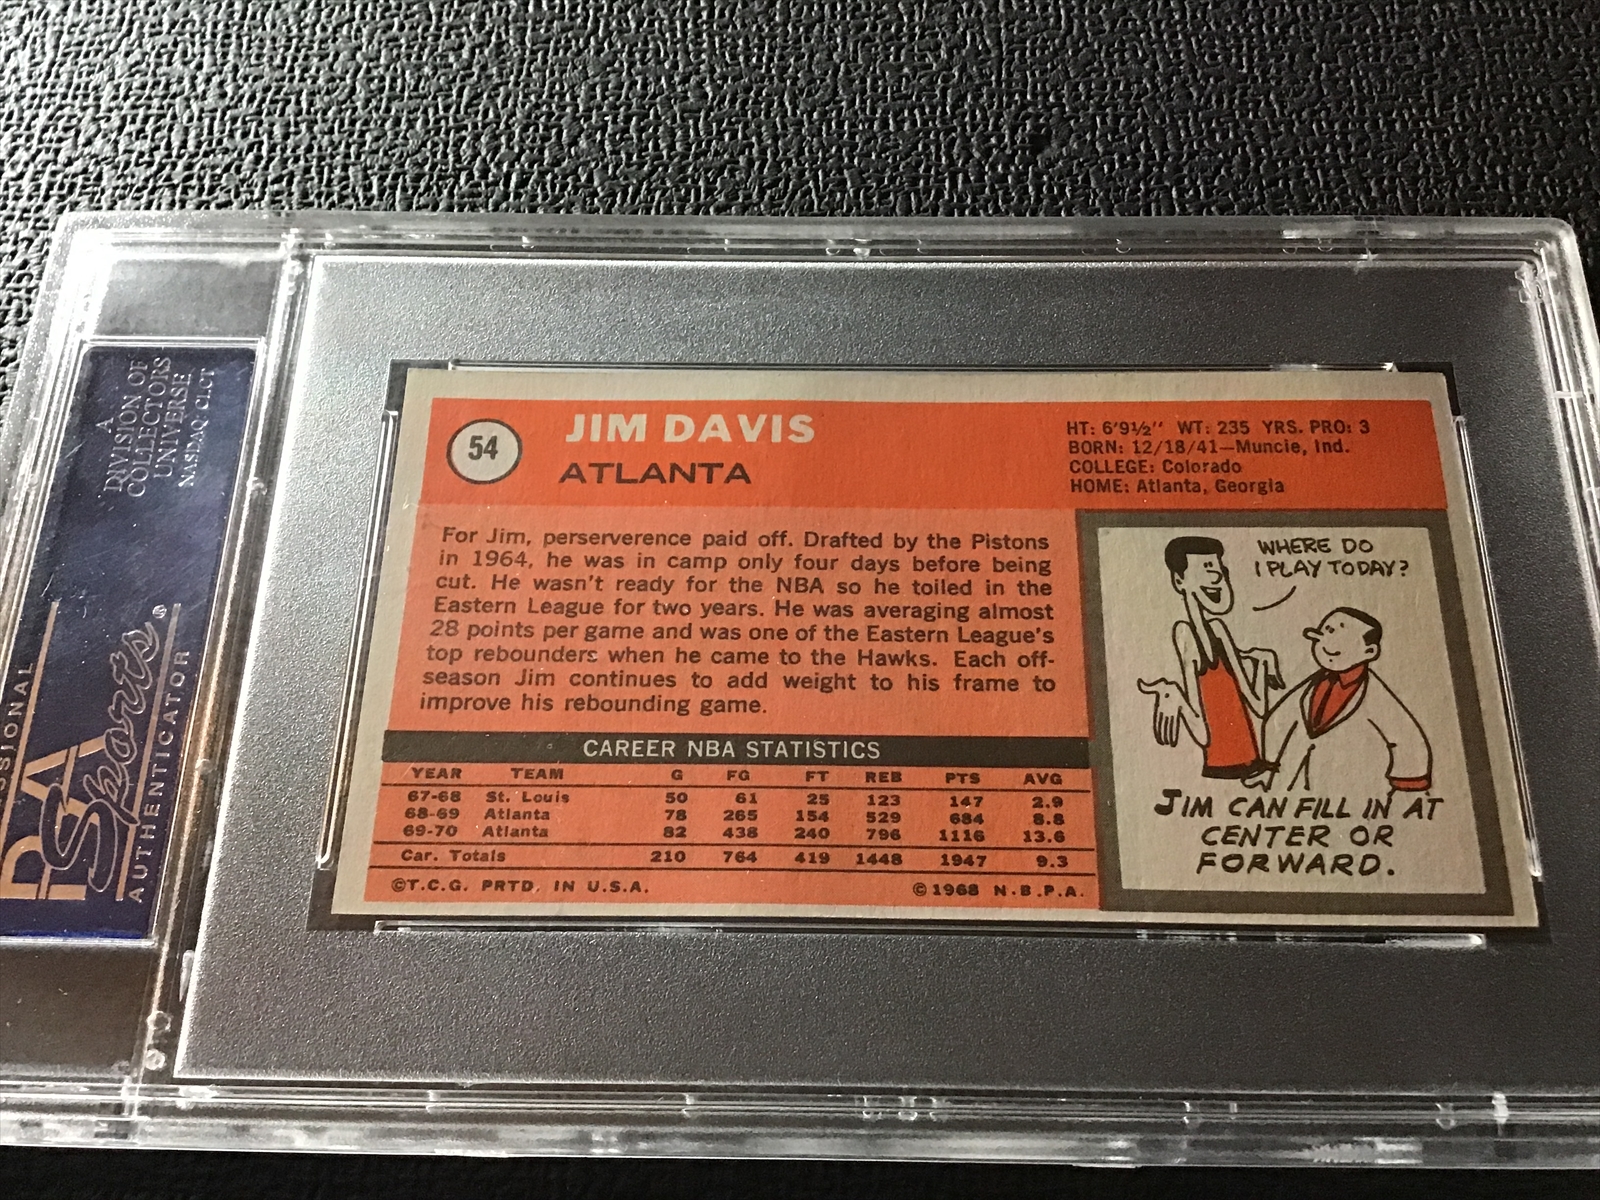 A
DIVISION OF
COLLECTORS
UNIVERSE
NASDAQ: CLCT
PSA
Sports®
AUTHENTICATOR
54
JIM DAVIS
ATLANTA
HT: 6'9½" WT: 235 YRS. PRO: 3
BORN: 12/18/41—Muncie, Ind.
COLLEGE: Colorado
HOME: Atlanta, Georgia
For Jim, perserverence paid off. Drafted by the Pistons
in 1964, he was in camp only four days before being
cut. He wasn't ready for the NBA so he toiled in the
Eastern League for two years. He was averaging almost
28 points per game and was one of the Eastern League's
top rebounders when he came to the Hawks. Each off-
season Jim continues to add weight to his frame to
improve his rebounding game.
CAREER NBA STATISTICS
YEAR TEAM G FG FT REB PTS AVG
67-68 St. Louis 50 61 25 123 147 2.9
68-69 Atlanta 78 265 154 529 684 8.8
69-70 Atlanta 82 438 240 796 1116 13.6
Car. Totals 210 764 419 1448 1947 9.3
©T.C.G. PRTD. IN U.S.A. ©1968 N.B.P.A.
WHERE DO
I PLAY TODAY?
JIM CAN FILL IN AT
CENTER OR
FORWARD.